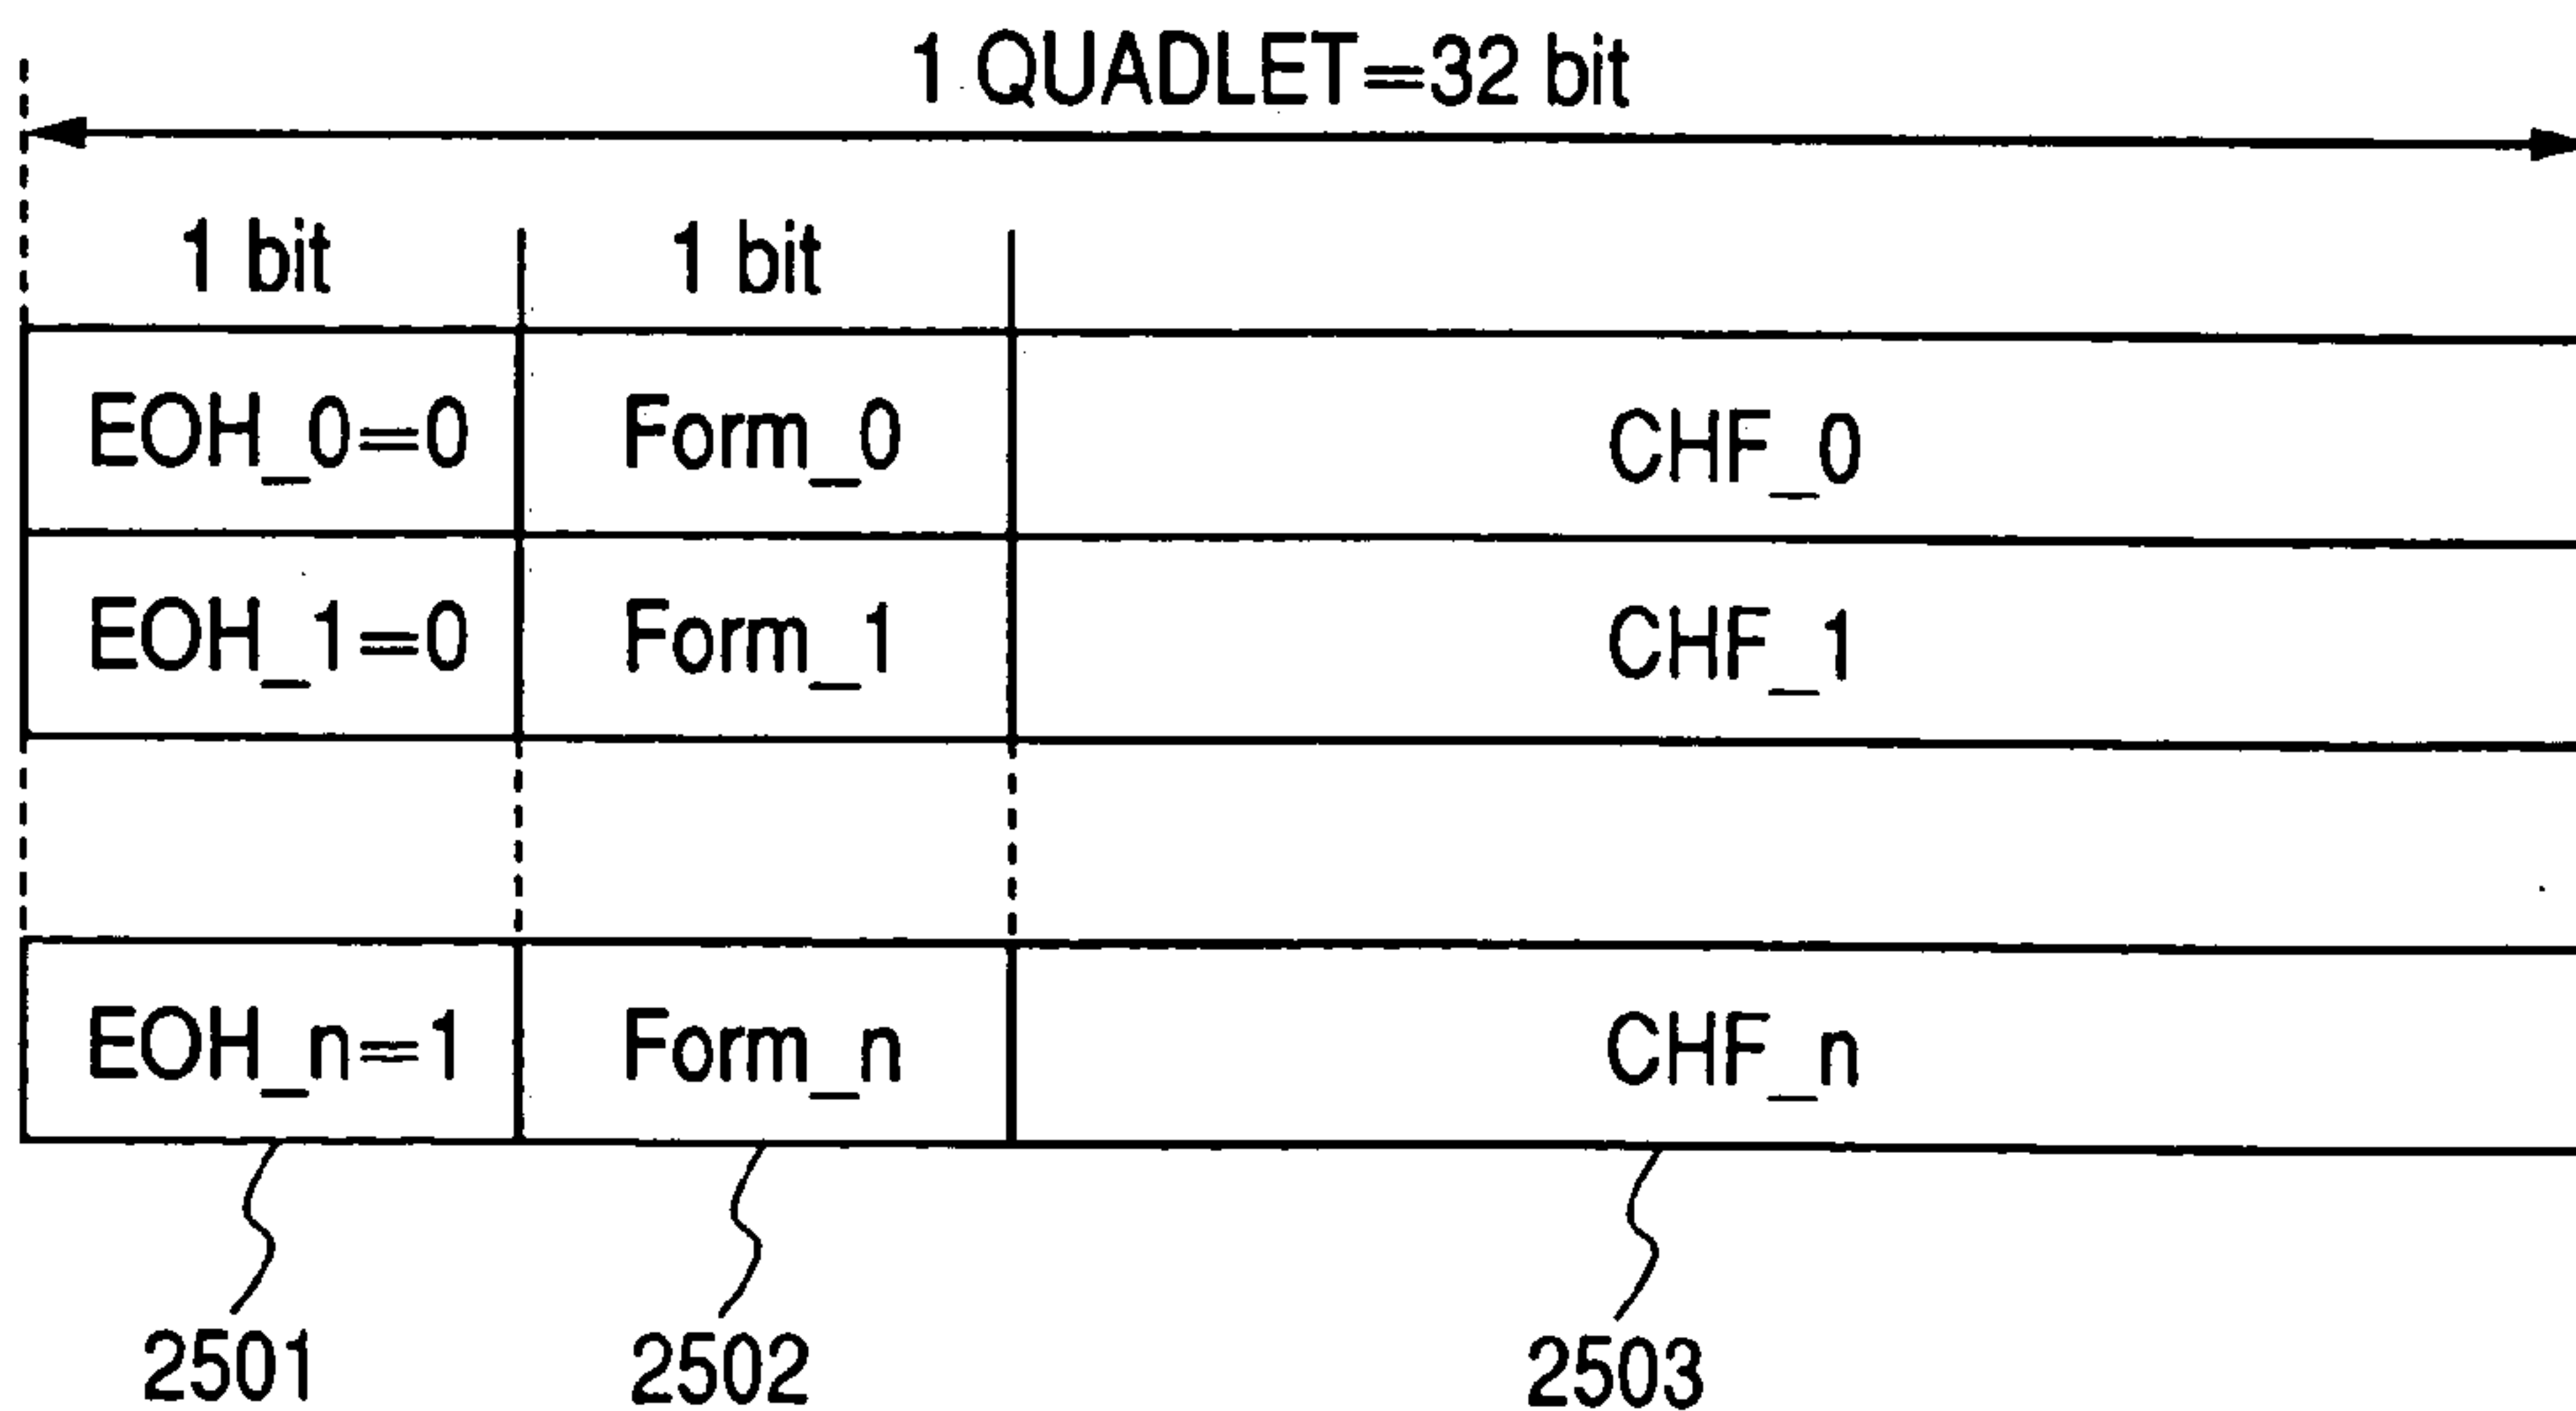 1 QUADLET=32 bit
1 bit 1 bit
EOH_0=0 Form_0 CHF_0
EOH_1=0 Form_1 CHF_1
EOH_n=1 Form_n CHF_n
2501 2502 2503